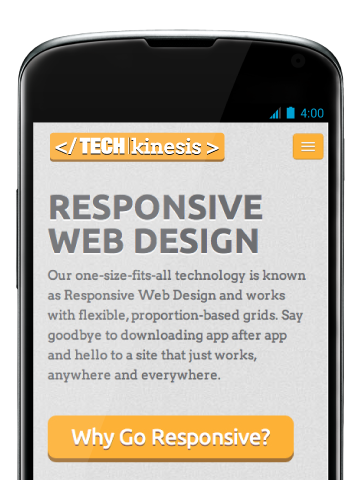 4:00
</TECH|kinesis>
RESPONSIVE
WEB DESIGN
Our one-size-fits-all technology is known
as Responsive Web Design and works
with flexible, proportion-based grids. Say
goodbye to downloading app after app
and hello to a site that just works,
anywhere and everywhere.
Why Go Responsive?